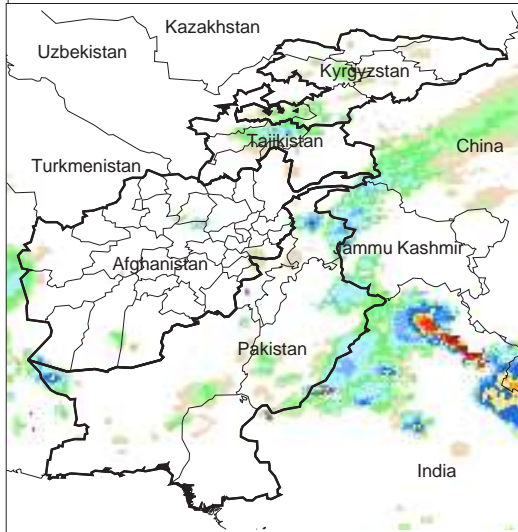 Kazakhstan
Uzbekistan
Kyrgyzstan
Tajikistan
China
Turkmenistan
Jammu Kashmir
Afghanistan
Pakistan
India